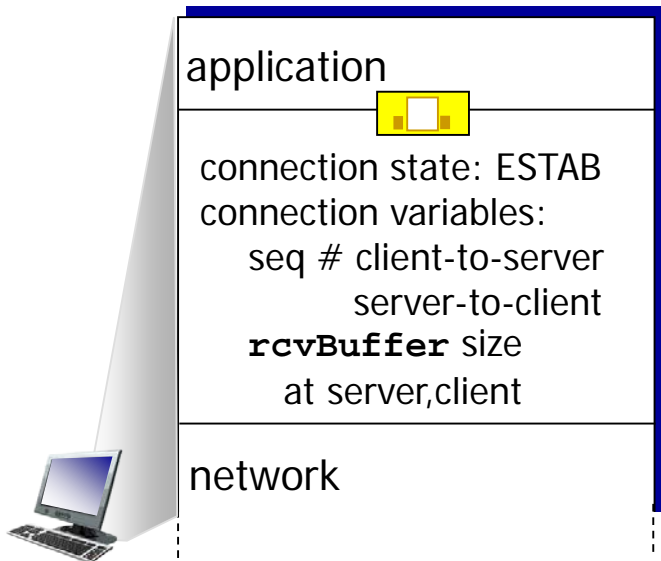 application
connection state: ESTAB
connection variables:
seq # client-to-server
server-to-client
rcvBuffer size
at server,client
network